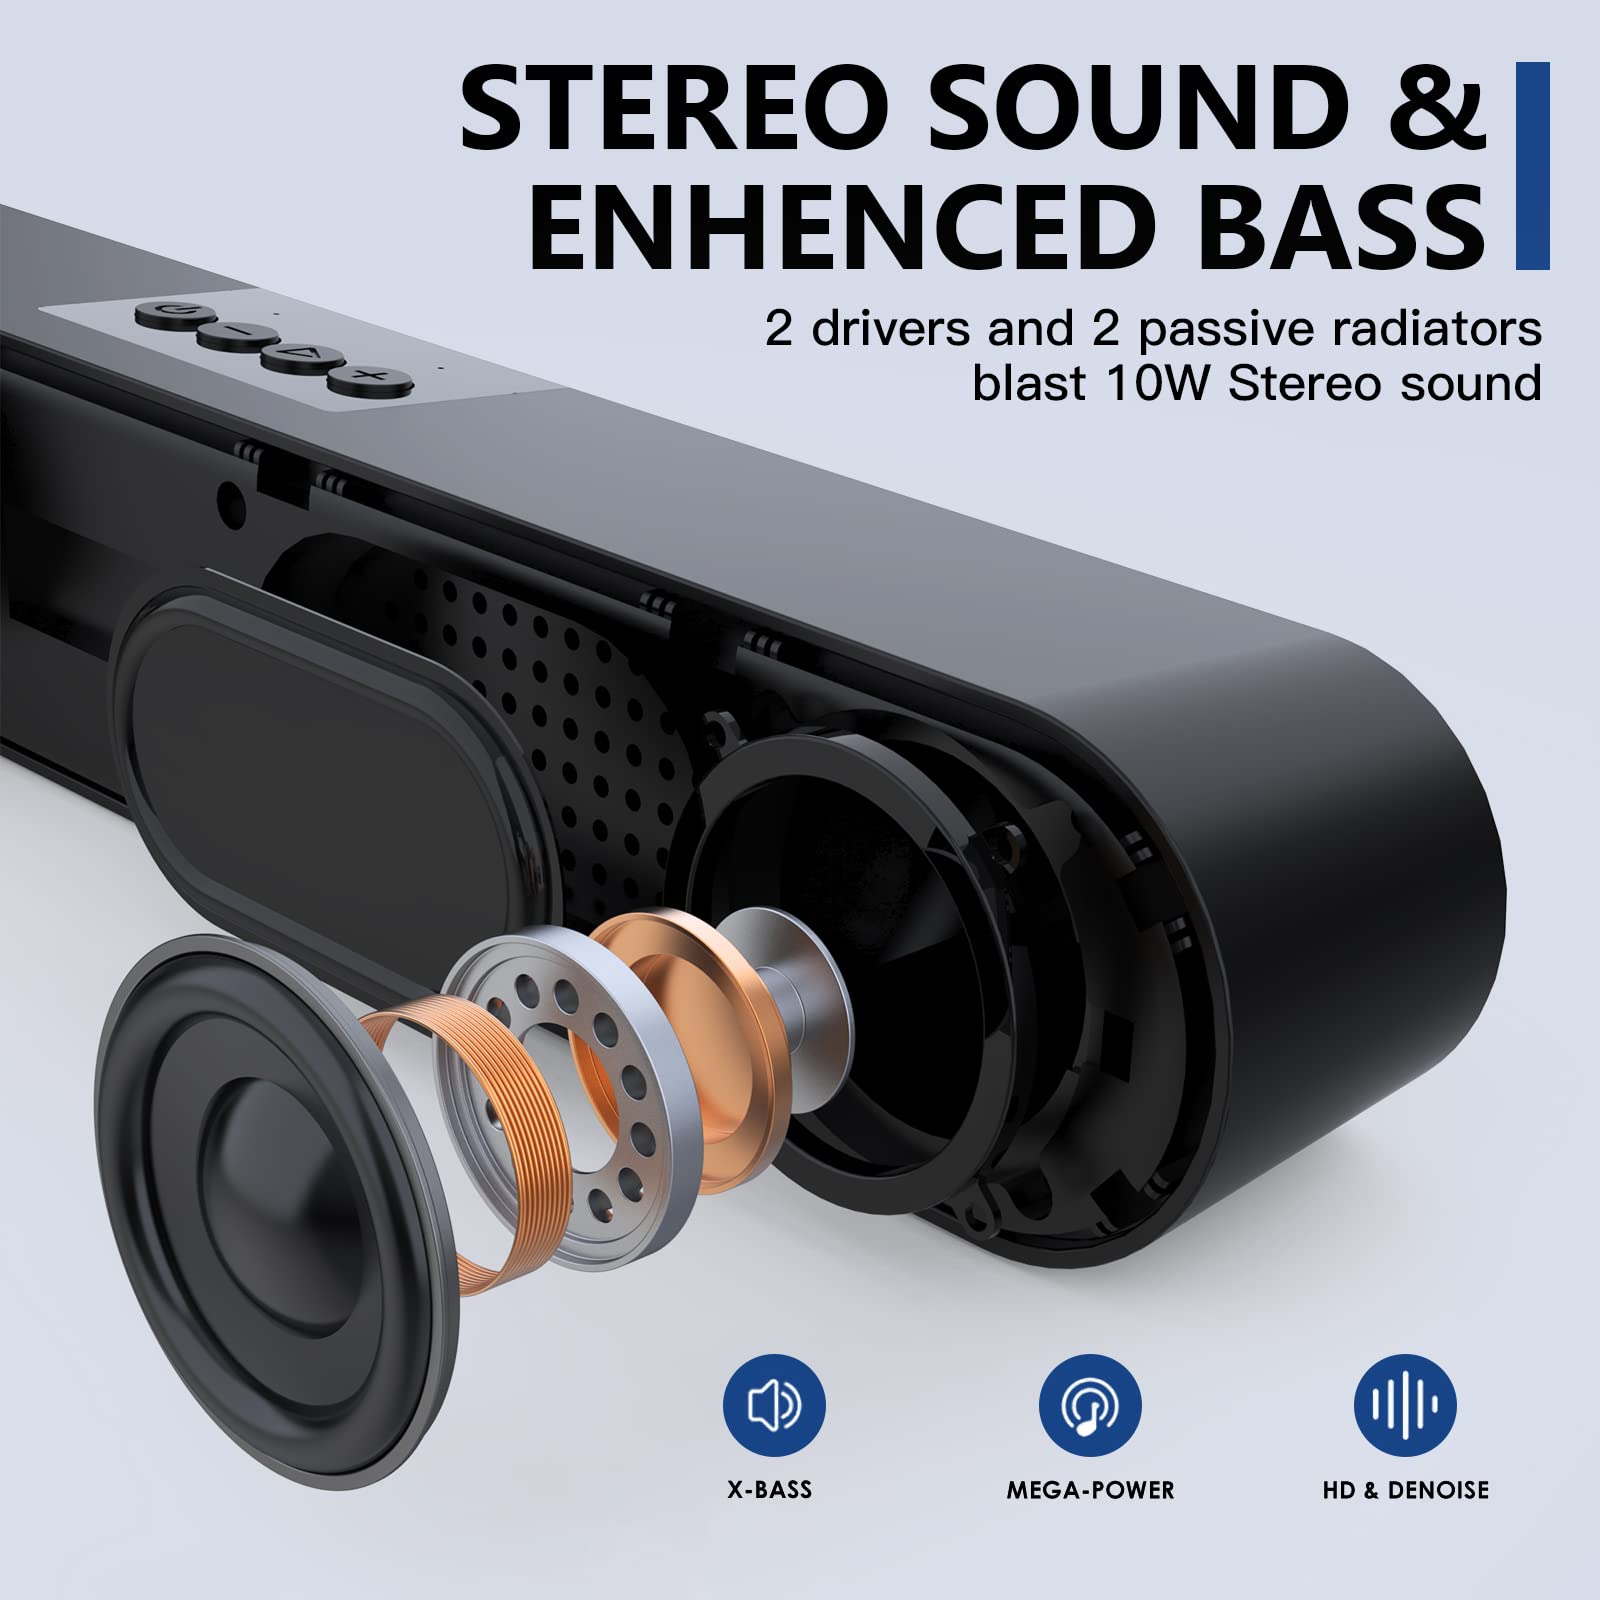 STEREO SOUND &
ENHENCED BASS
2 drivers and 2 passive radiators
blast 10W Stereo sound
X-BASS
MEGA-POWER
HD & DENOISE